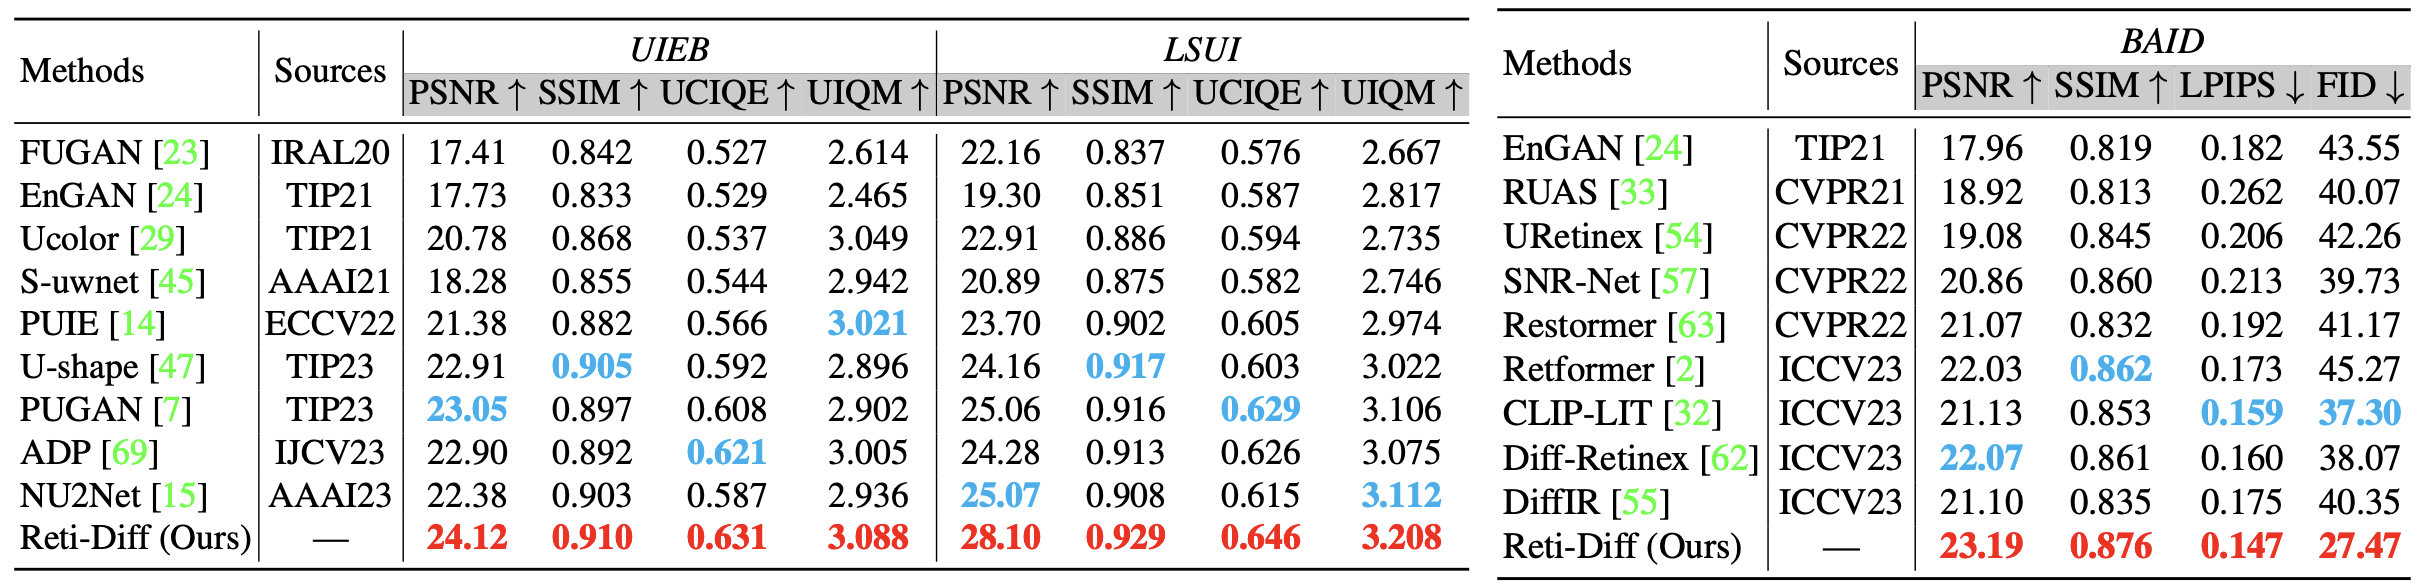 Methods Sources UIEB LSUI
PSNR ↑ SSIM ↑ UCIQE ↑ UIQM ↑ PSNR ↑ SSIM ↑ UCIQE ↑ UIQM ↑
FUGAN [23] IRAL20 17.41 0.842 0.527 2.614 22.16 0.837 0.576 2.667
EnGAN [24] TIP21 17.73 0.833 0.529 2.465 19.30 0.851 0.587 2.817
Ucolor [29] TIP21 20.78 0.868 0.537 3.049 22.91 0.886 0.594 2.735
S-uwnet [45] AAAI21 18.28 0.855 0.544 2.942 20.89 0.875 0.582 2.746
PUIE [14] ECCV22 21.38 0.882 0.566 3.021 23.70 0.902 0.605 2.974
U-shape [47] TIP23 22.91 0.905 0.592 2.896 24.16 0.917 0.603 3.022
PUGAN [7] TIP23 23.05 0.897 0.608 2.902 25.06 0.916 0.629 3.106
ADP [69] IJCV23 22.90 0.892 0.621 3.005 24.28 0.913 0.626 3.075
NU2Net [15] AAAI23 22.38 0.903 0.587 2.936 25.07 0.908 0.615 3.112
Reti-Diff (Ours) — 24.12 0.910 0.631 3.088 28.10 0.929 0.646 3.208
Methods Sources BAID
PSNR ↑ SSIM ↑ LPIPS ↓ FID ↓
EnGAN [24] TIP21 17.96 0.819 0.182 43.55
RUAS [33] CVPR21 18.92 0.813 0.262 40.07
URetinex [54] CVPR22 19.08 0.845 0.206 42.26
SNR-Net [57] CVPR22 20.86 0.860 0.213 39.73
Restormer [63] CVPR22 21.07 0.832 0.192 41.17
Retformer [2] ICCV23 22.03 0.862 0.173 45.27
CLIP-LIT [32] ICCV23 21.13 0.853 0.159 37.30
Diff-Retinex [62] ICCV23 22.07 0.861 0.160 38.07
DiffIR [55] ICCV23 21.10 0.835 0.175 40.35
Reti-Diff (Ours) — 23.19 0.876 0.147 27.47